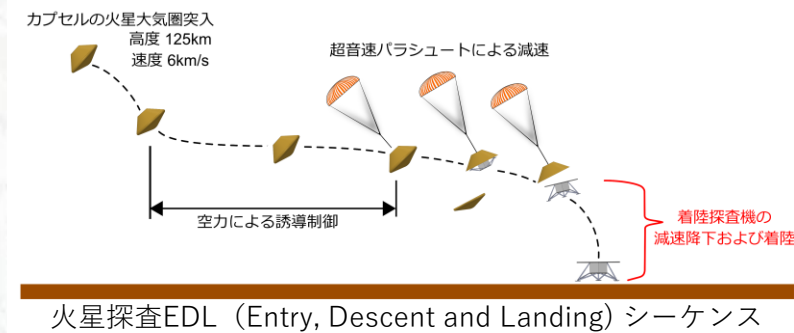 カプセルの火星大気圏突入
高度 125km
速度 6km/s
超音速パラシュートによる減速
空力による誘導制御
着陸探査機の
減速降下および着陸
火星探査EDL（Entry, Descent and Landing) シーケンス